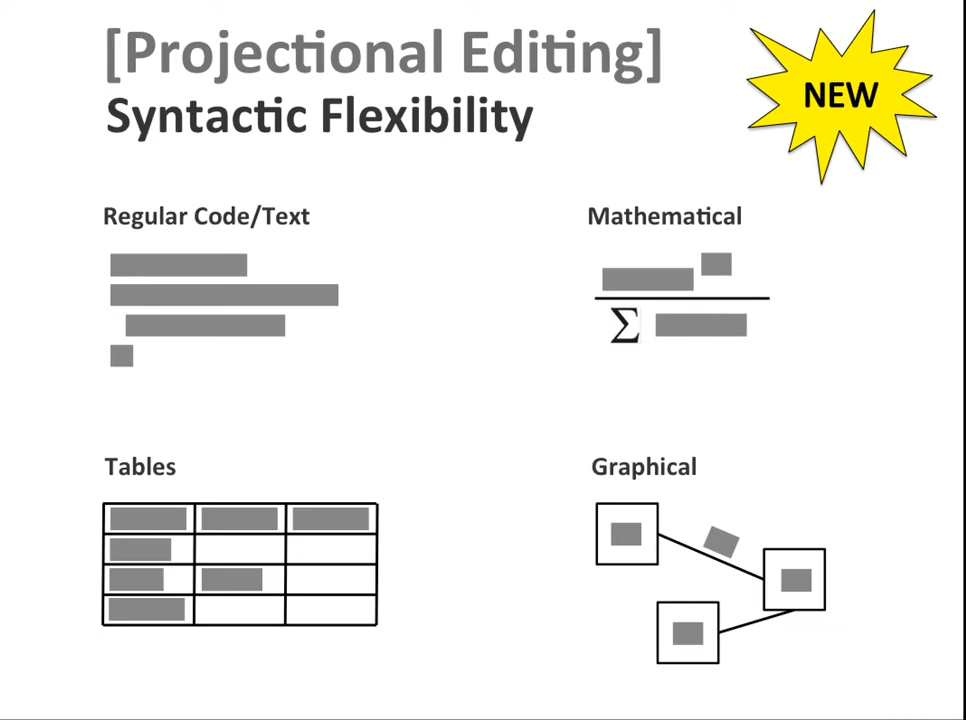 [Projectional Editing]
Syntactic Flexibility
NEW
Regular Code/Text
Mathematical
∑
Tables
Graphical